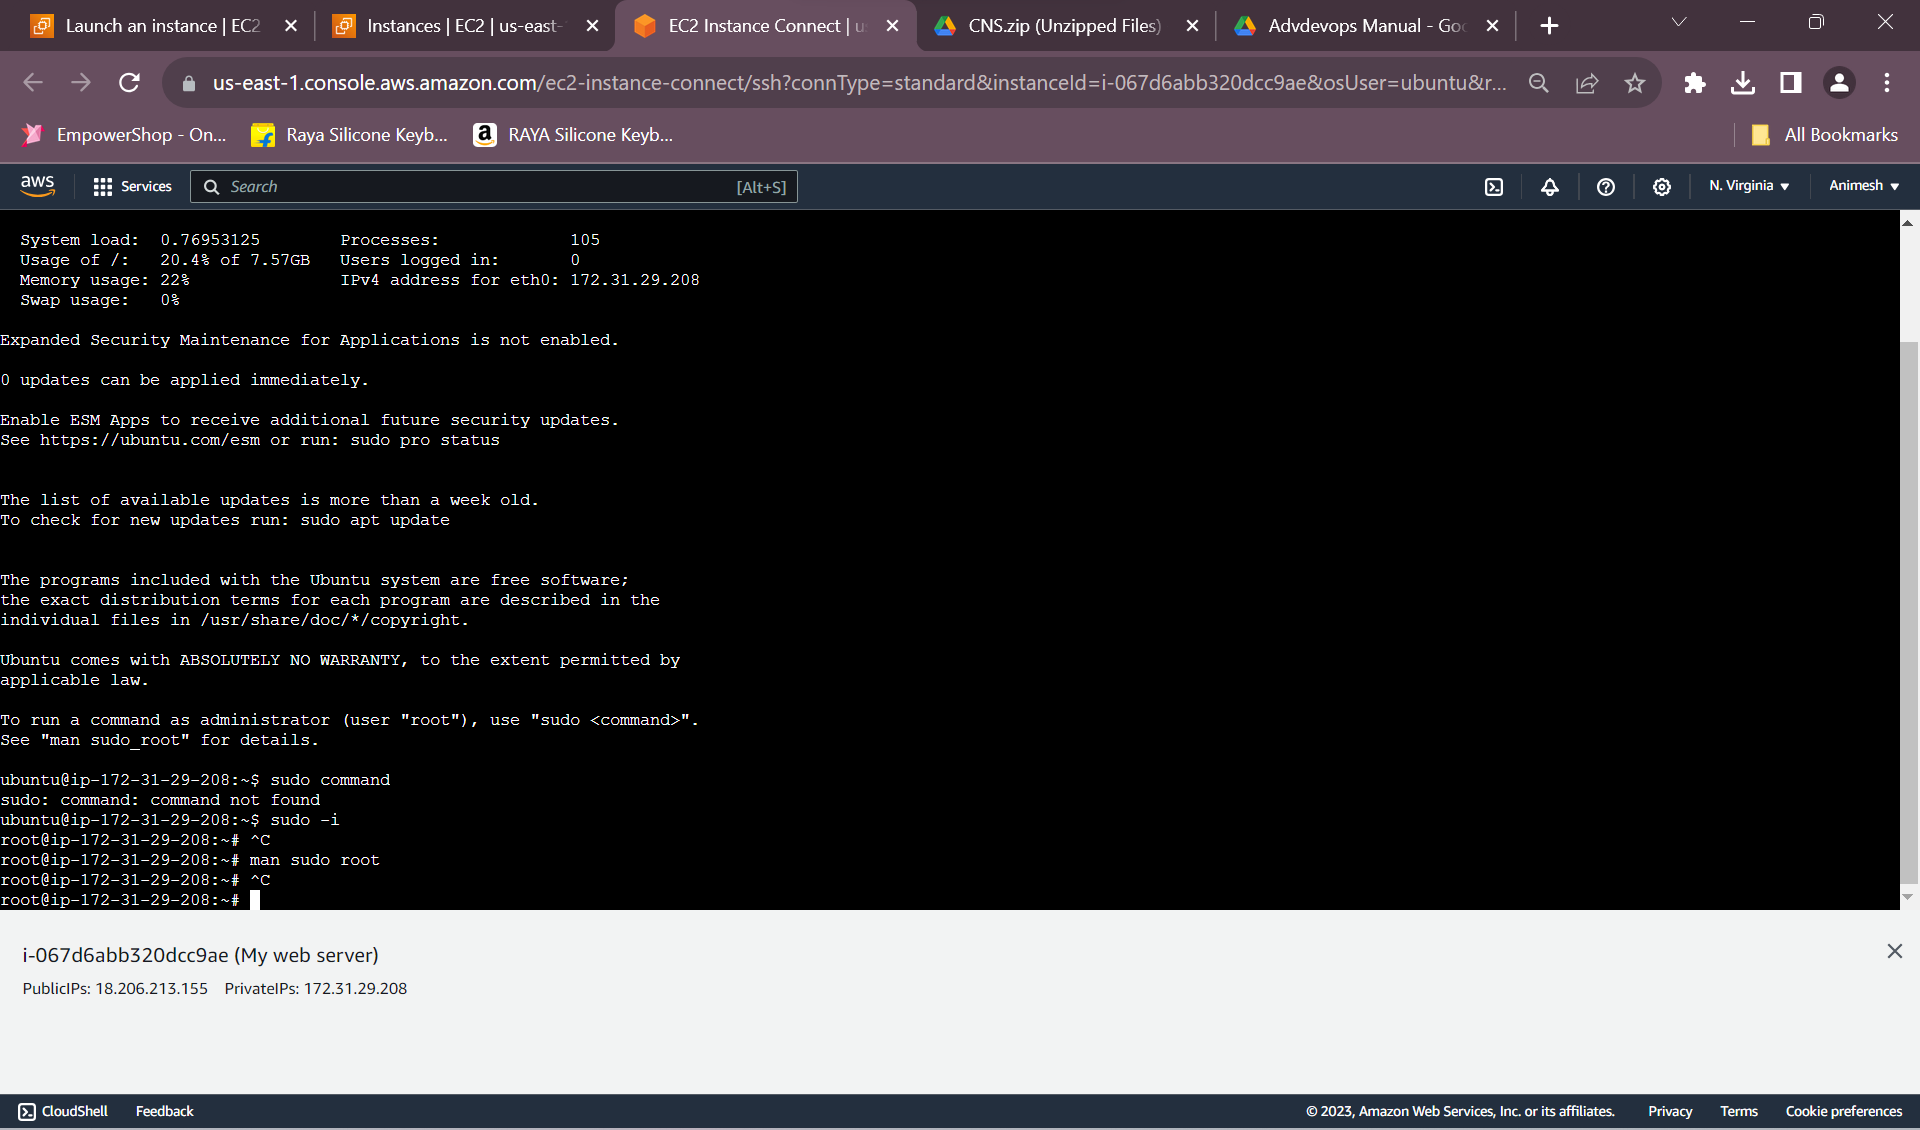 Launch an instance | EC2
Instances | EC2 | us-east-
EC2 Instance Connect | u
CNS.zip (Unzipped Files)
Advdevops Manual - Goo
us-east-1.console.aws.amazon.com/ec2-instance-connect/ssh?connType=standard&instanceId=i-067d6abb320dcc9ae&osUser=ubuntu&r...
EmpowerShop - On...
Raya Silicone Keyb...
RAYA Silicone Keyb...
All Bookmarks
aws
Services
Search
[Alt+S]
N. Virginia
Animesh
System load: 0.76953125 Processes: 105
Usage of /: 20.4% of 7.57GB Users logged in: 0
Memory usage: 22% IPv4 address for eth0: 172.31.29.208
Swap usage: 0%
Expanded Security Maintenance for Applications is not enabled.
0 updates can be applied immediately.
Enable ESM Apps to receive additional future security updates.
See https://ubuntu.com/esm or run: sudo pro status
The list of available updates is more than a week old.
To check for new updates run: sudo apt update
The programs included with the Ubuntu system are free software;
the exact distribution terms for each program are described in the
individual files in /usr/share/doc/*/copyright.
Ubuntu comes with ABSOLUTELY NO WARRANTY, to the extent permitted by
applicable law.
To run a command as administrator (user "root"), use "sudo <command>".
See "man sudo_root" for details.
ubuntu@ip-172-31-29-208:~$ sudo command
sudo: command: command not found
ubuntu@ip-172-31-29-208:~$ sudo -i
root@ip-172-31-29-208:~# ^C
root@ip-172-31-29-208:~# man sudo root
root@ip-172-31-29-208:~# ^C
root@ip-172-31-29-208:~#
i-067d6abb320dcc9ae (My web server)
PublicIPs: 18.206.213.155 PrivateIPs: 172.31.29.208
CloudShell
Feedback
© 2023, Amazon Web Services, Inc. or its affiliates.
Privacy
Terms
Cookie preferences